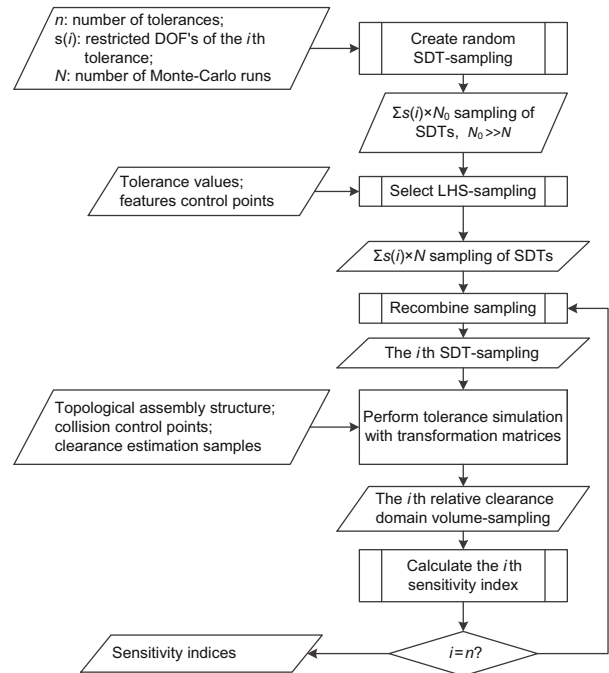 n: number of tolerances;
s(i): restricted DOF's of the ith
tolerance;
N: number of Monte-Carlo runs
Create random
SDT-sampling
Σs(i)×N₀ sampling of
SDTs, N₀ >>N
Tolerance values;
features control points
Select LHS-sampling
Σs(i)×N sampling of SDTs
Recombine sampling
The ith SDT-sampling
Topological assembly structure;
collision control points;
clearance estimation samples
Perform tolerance simulation
with transformation matrices
The ith relative clearance
domain volume-sampling
Calculate the ith
sensitivity index
Sensitivity indices
i=n?